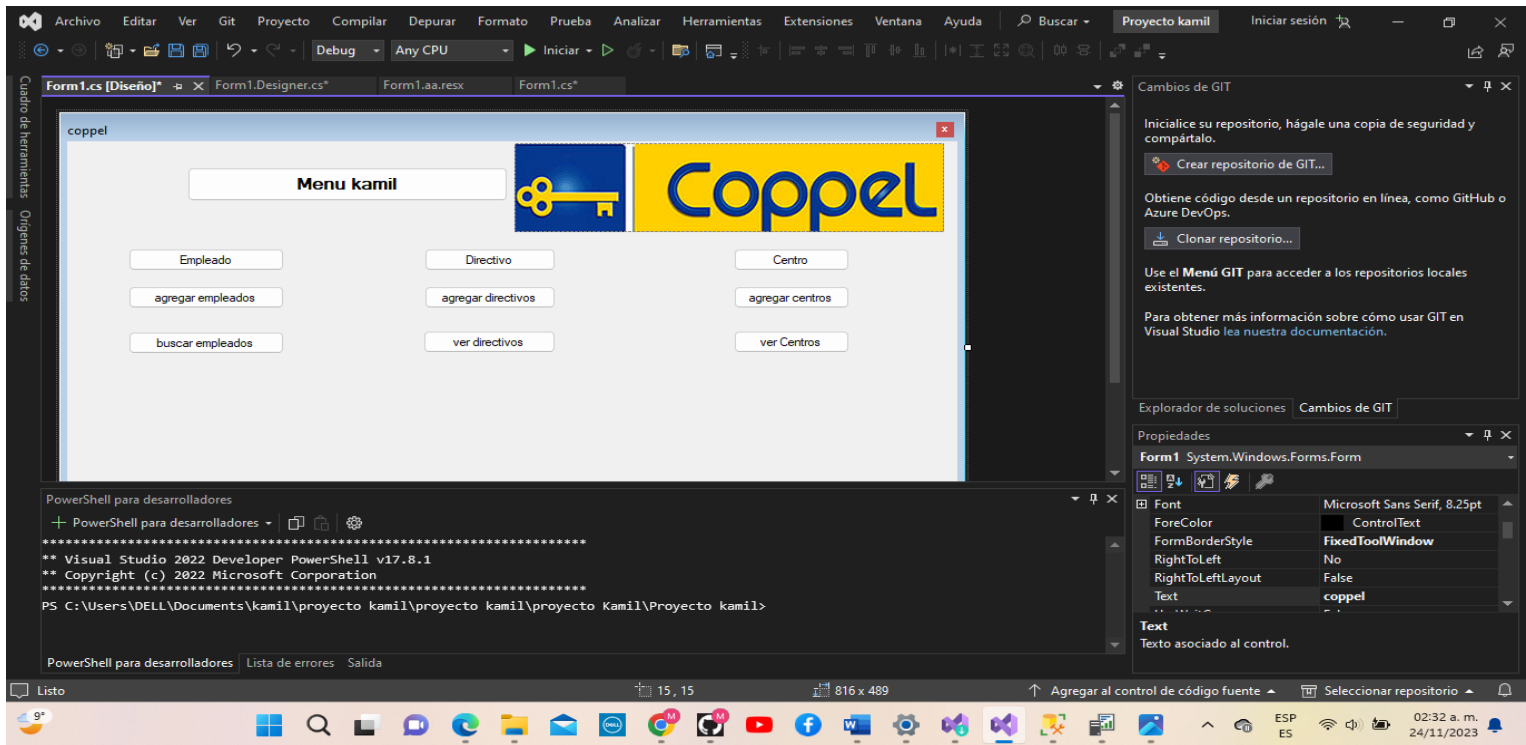 Archivo Editar Ver Git Proyecto Compilar Depurar Formato Prueba Analizar Herramientas Extensiones Ventana Ayuda Buscar Proyecto kamil Iniciar sesión
Debug Any CPU Iniciar
Cuadro de herramientas
Orígenes de datos
Form1.cs [Diseño]* Form1.Designer.cs* Form1.aa.resx Form1.cs*
coppel
Menu kamil
Coppel
Empleado Directivo Centro
agregar empleados agregar directivos agregar centros
buscar empleados ver directivos ver Centros
Cambios de GIT
Inicialice su repositorio, hágale una copia de seguridad y
compártalo.
Crear repositorio de GIT...
Obtiene código desde un repositorio en línea, como GitHub o
Azure DevOps.
Clonar repositorio...
Use el Menú GIT para acceder a los repositorios locales
existentes.
Para obtener más información sobre cómo usar GIT en
Visual Studio lea nuestra documentación.
Explorador de soluciones Cambios de GIT
Propiedades
Form1 System.Windows.Forms.Form
Font Microsoft Sans Serif, 8.25pt
ForeColor ControlText
FormBorderStyle FixedToolWindow
RightToLeft No
RightToLeftLayout False
Text coppel
Text
Texto asociado al control.
PowerShell para desarrolladores
+ PowerShell para desarrolladores
**********************************************************************
** Visual Studio 2022 Developer PowerShell v17.8.1
** Copyright (c) 2022 Microsoft Corporation
**********************************************************************
PS C:\Users\DELL\Documents\kamil\proyecto kamil\proyecto kamil\proyecto Kamil\Proyecto kamil>
PowerShell para desarrolladores Lista de errores Salida
Listo 15 , 15 816 x 489 Agregar al control de código fuente Seleccionar repositorio
9° ESP
ES
02:32 a. m.
24/11/2023